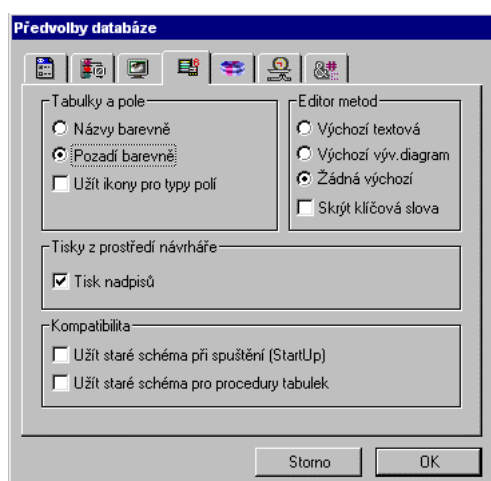 Předvolby databáze
Tabulky a pole
Názvy barevně
Pozadí barevně
Užít ikony pro typy polí
Editor metod
Výchozí textová
Výchozí výv.diagram
Žádná výchozí
Skrýt klíčová slova
Tisky z prostředí návrháře
Tisk nadpisů
Kompatibilita
Užít staré schéma při spuštění (StartUp)
Užít staré schéma pro procedury tabulek
Storno
OK